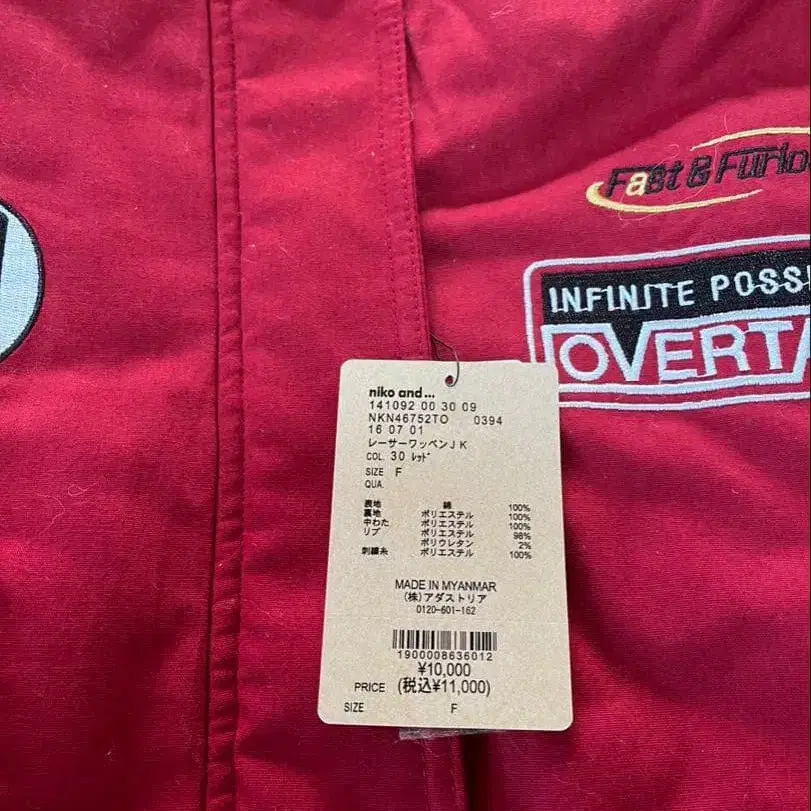 Fast & Furio
INFINITE POSS
OVERTA
niko and ...
141092 00 30 09
NKN46752TO 0394
16 07 01
レーサーワッペンJK
COL. 30 ﾚｯﾄﾞ
SIZE F
QUA.
表地 綿 100%
裏地 ポリエステル 100%
中わた ポリエステル 100%
リブ ポリエステル 98%
ポリウレタン 2%
刺繍糸 ポリエステル 100%
MADE IN MYANMAR
(株)アダストリア
0120-601-162
1900008636012
¥10,000
PRICE (税込¥11,000)
SIZE F